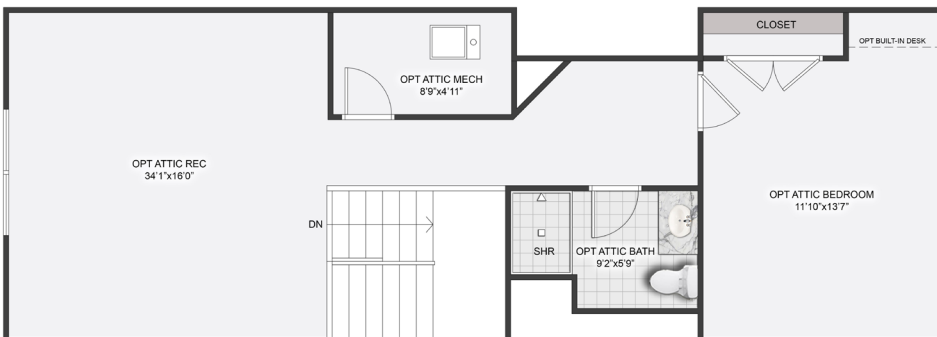 CLOSET
OPT BUILT-IN DESK
OPT ATTIC MECH
8'9"x4'11"
OPT ATTIC REC
34'1"x16'0"
OPT ATTIC BEDROOM
11'10"x13'7"
DN
SHR
OPT ATTIC BATH
9'2"x5'9"